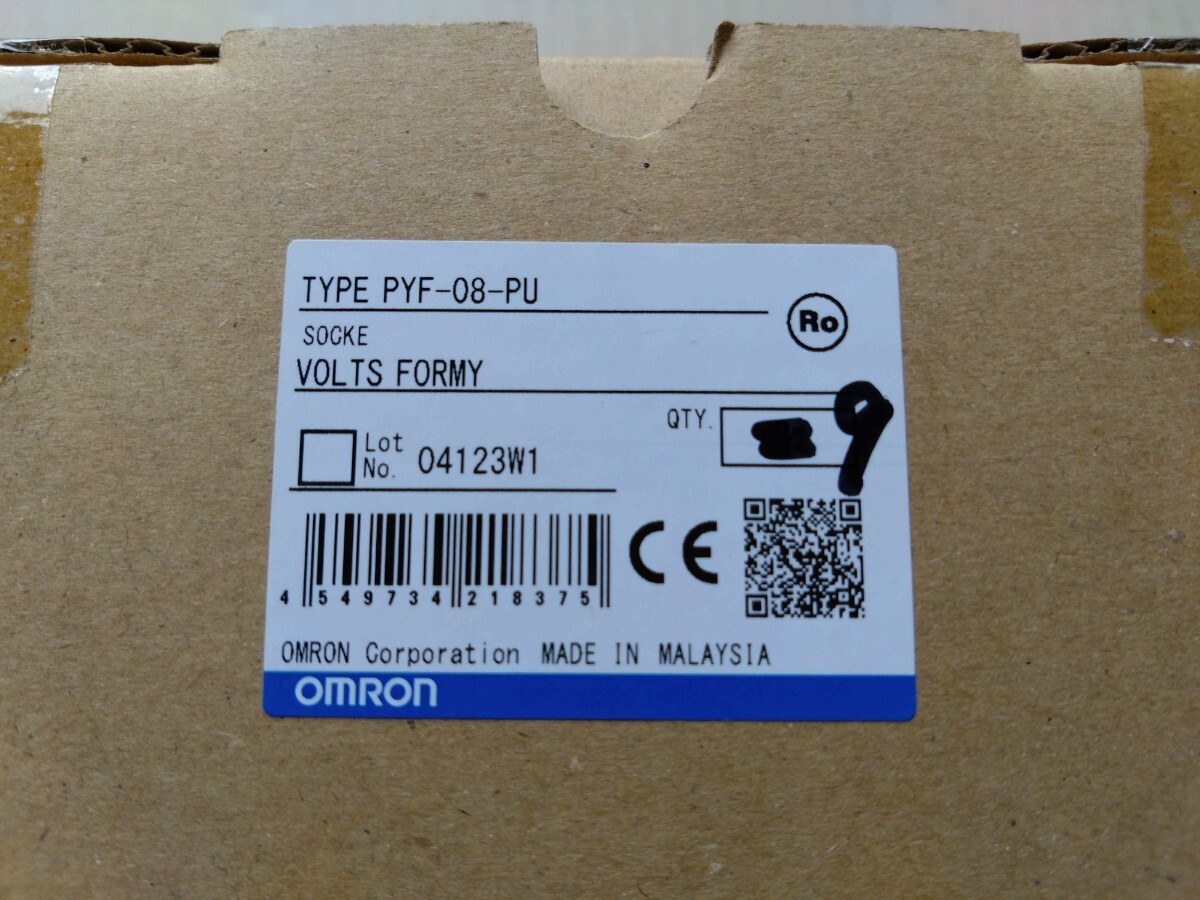 TYPE PYF-08-PU
Ro
SOCKE
VOLTS FORMY
QTY. 9
Lot No. 04123W1
CE
4 549734 218375
OMRON Corporation MADE IN MALAYSIA
OMRON